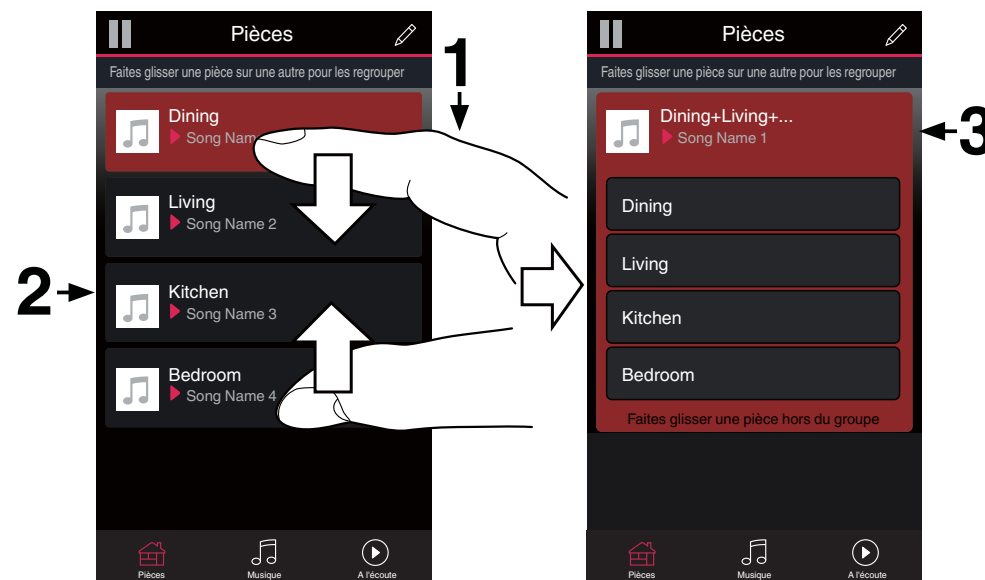 Pièces
Faites glisser une pièce sur une autre pour les regrouper
Dining
Song Nam
Living
Song Name 2
Kitchen
Song Name 3
Bedroom
Song Name 4
Pièces
Musique
A l'écoute
1
2
Pièces
Faites glisser une pièce sur une autre pour les regrouper
Dining+Living+...
Song Name 1
Dining
Living
Kitchen
Bedroom
Faites glisser une pièce hors du groupe
Pièces
Musique
A l'écoute
3